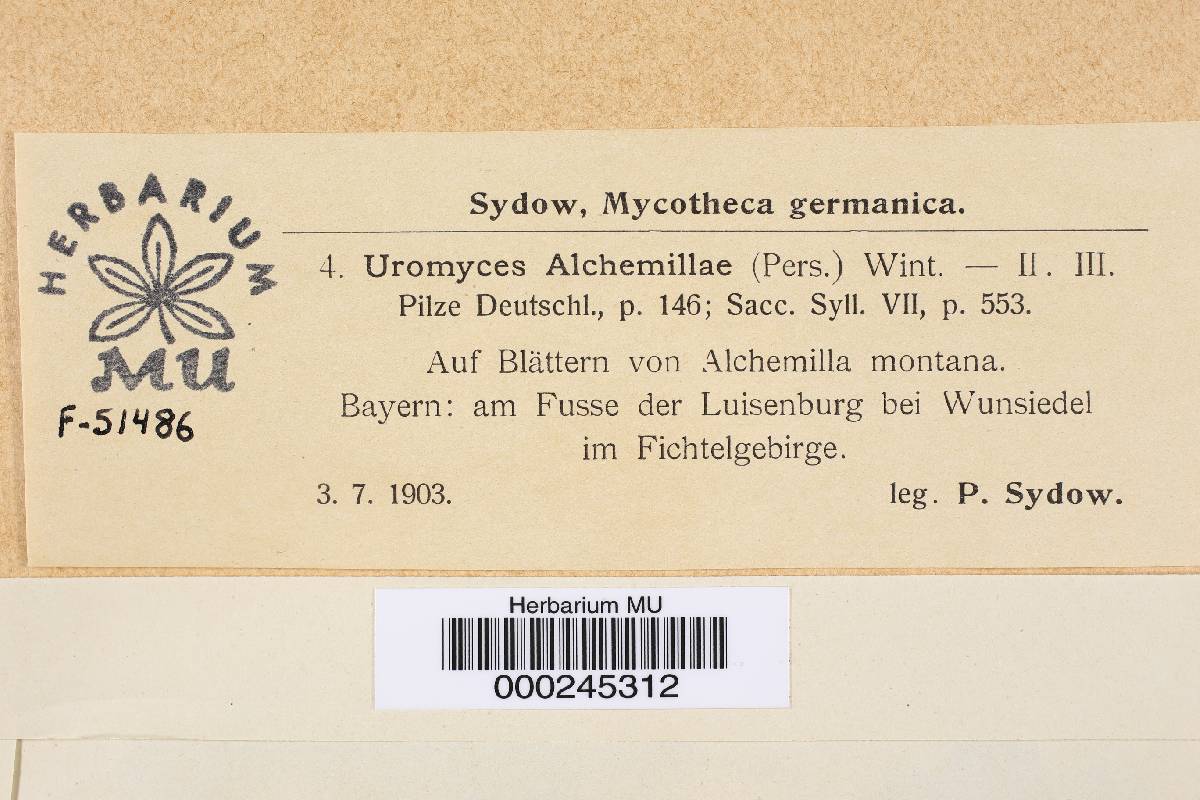 HERBARIUM
MU
F-51486
Sydow, Mycotheca germanica.
4. Uromyces Alchemillae (Pers.) Wint. — II. III.
Pilze Deutschl., p. 146; Sacc. Syll. VII, p. 553.
Auf Blättern von Alchemilla montana.
Bayern: am Fusse der Luisenburg bei Wunsiedel
im Fichtelgebirge.
3. 7. 1903. leg. P. Sydow.
Herbarium MU
000245312